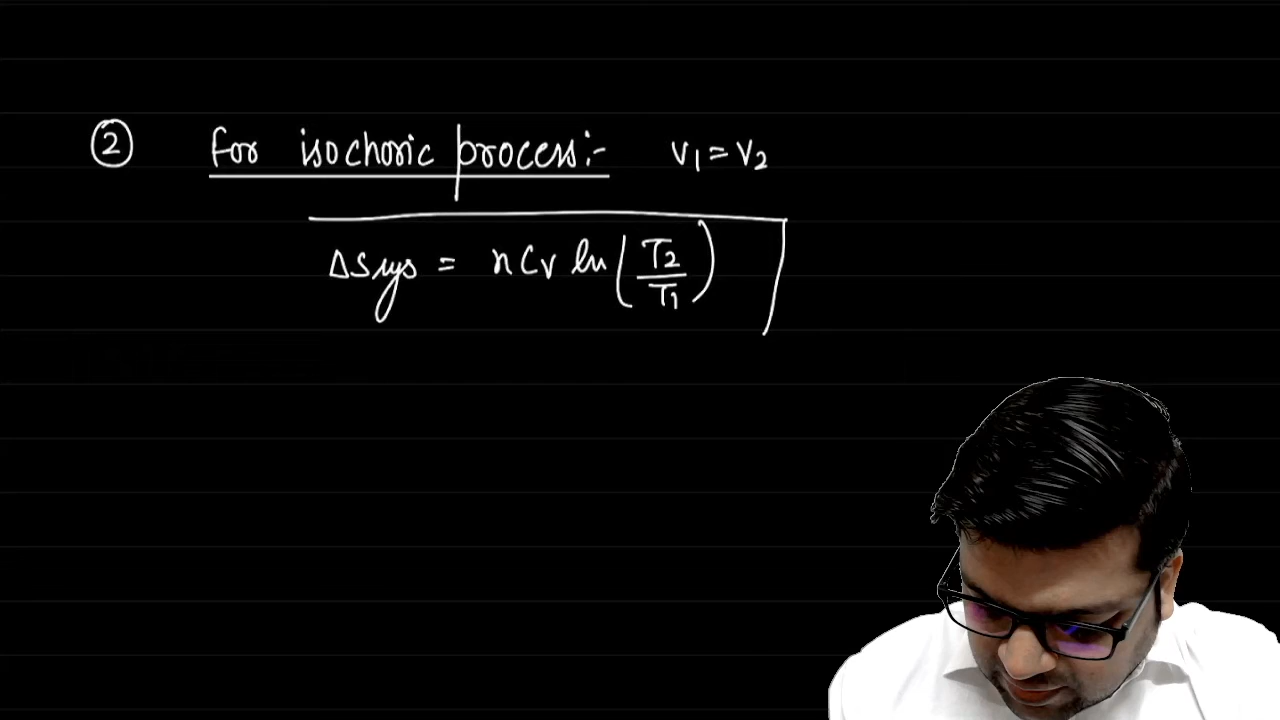 ② For isochoric process:- V₁ = V₂
ΔSsys = nCv ln(T₂/T₁)